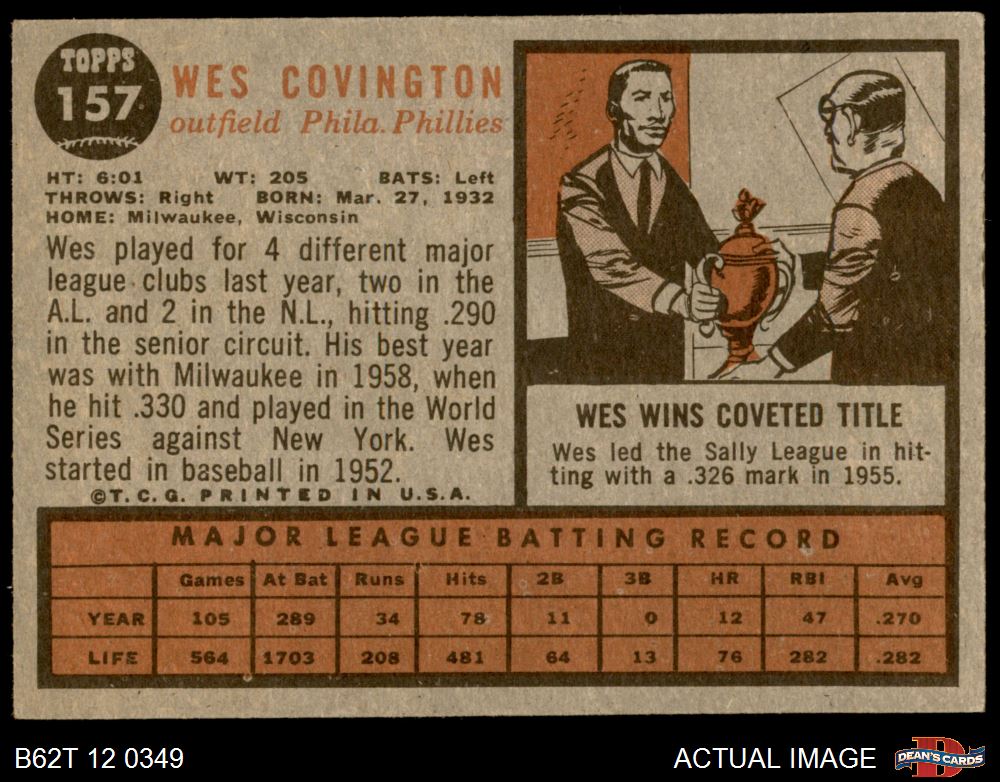 TOPPS
157
WES COVINGTON
outfield Phila. Phillies
HT: 6:01 WT: 205 BATS: Left
THROWS: Right BORN: Mar. 27, 1932
HOME: Milwaukee, Wisconsin
Wes played for 4 different major
league clubs last year, two in the
A.L. and 2 in the N.L., hitting .290
in the senior circuit. His best year
was with Milwaukee in 1958, when
he hit .330 and played in the World
Series against New York. Wes
started in baseball in 1952.
©T.C.G. PRINTED IN U.S.A.
WES WINS COVETED TITLE
Wes led the Sally League in hit-
ting with a .326 mark in 1955.
MAJOR LEAGUE BATTING RECORD
Games At Bat Runs Hits 2B 3B HR RBI Avg
YEAR 105 289 34 78 11 0 12 47 .270
LIFE 564 1703 208 481 64 13 76 282 .282
B62T 12 0349
ACTUAL IMAGE
D
DEAN'S CARDS